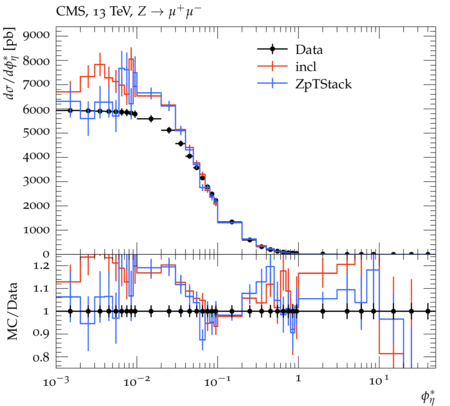 CMS, 13 TeV, Z → μ⁺μ⁻
dσ/dϕ*η [pb]
9000
8000
7000
6000
5000
4000
3000
2000
1000
0
Data
incl
ZpTStack
MC/Data
1.2
1.1
1
0.9
0.8
10⁻³ 10⁻² 10⁻¹ 1 10¹
ϕ*η